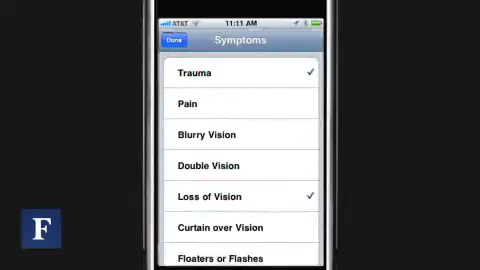 AT&T 11:11 AM
Done Symptoms
Trauma
Pain
Blurry Vision
Double Vision
Loss of Vision
Curtain over Vision
Floaters or Flashes
F